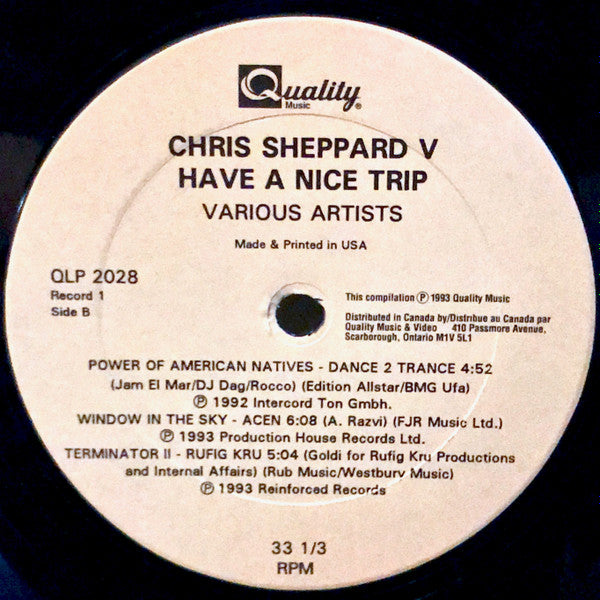 Quality
Music ®
CHRIS SHEPPARD V
HAVE A NICE TRIP
VARIOUS ARTISTS
Made & Printed in USA
QLP 2028
Record 1
Side B
This compilation Ⓟ 1993 Quality Music
Distributed in Canada by/Distribue au Canada par
Quality Music & Video 410 Passmore Avenue,
Scarborough, Ontario M1V 5L1
POWER OF AMERICAN NATIVES - DANCE 2 TRANCE 4:52
(Jam El Mar/DJ Dag/Rocco) (Edition Allstar/BMG Ufa)
Ⓟ 1992 Intercord Ton Gmbh.
WINDOW IN THE SKY - ACEN 6:08 (A. Razvi) (FJR Music Ltd.)
Ⓟ 1993 Production House Records Ltd.
TERMINATOR II - RUFIG KRU 5:04 (Goldi for Rufig Kru Productions
and Internal Affairs) (Rub Music/Westbury Music)
Ⓟ 1993 Reinforced Records
33 1/3
RPM